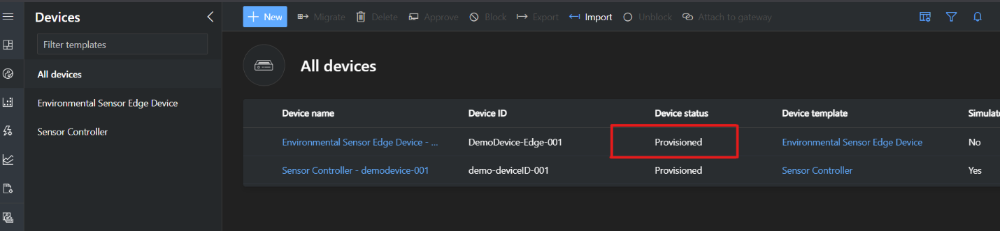 Devices
Filter templates
All devices
Environmental Sensor Edge Device
Sensor Controller
New Migrate Delete Approve Block Export Import Unblock Attach to gateway
All devices
Device name Device ID Device status Device template Simulate
Environmental Sensor Edge Device - ... DemoDevice-Edge-001 Provisioned Environmental Sensor Edge Device No
Sensor Controller - demodevice-001 demo-deviceID-001 Provisioned Sensor Controller Yes